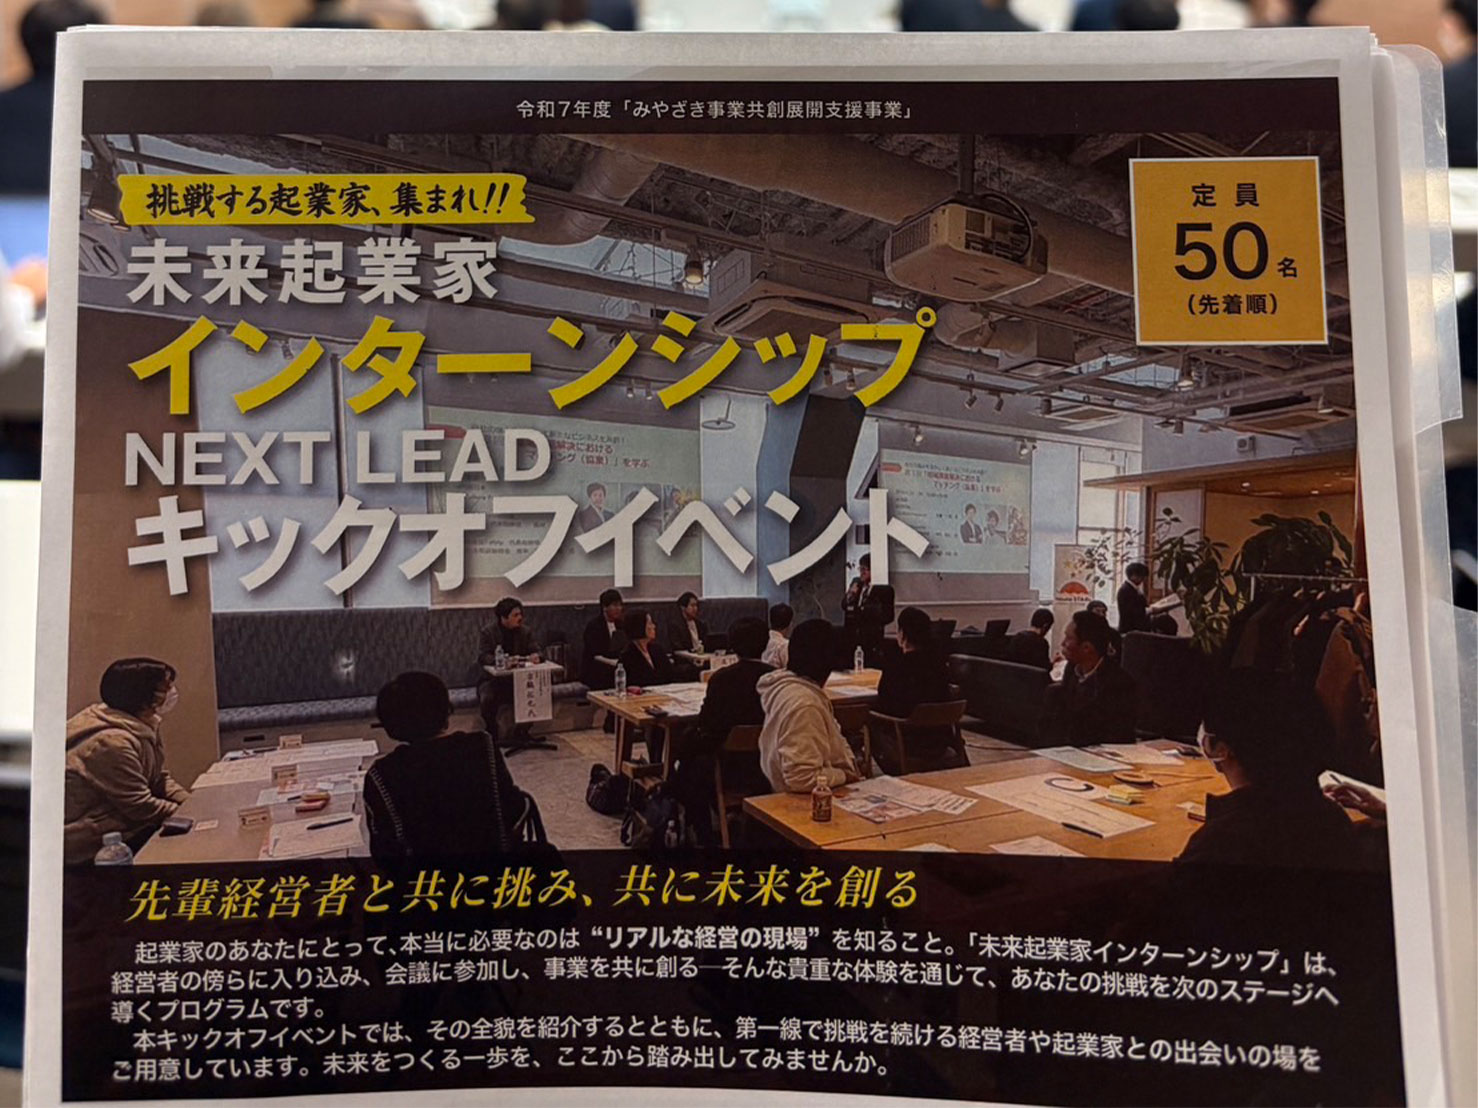 令和7年度「みやざき事業共創展開支援事業」
挑戦する起業家、集まれ!!
定員
50名
(先着順)
未来起業家
インターンシップ
NEXT LEAD
キックオフイベント
先輩経営者と共に挑み、共に未来を創る
起業家のあなたにとって、本当に必要なのは“リアルな経営の現場”を知ること。「未来起業家インターンシップ」は、
経営者の傍らに入り込み、会議に参加し、事業を共に創る─そんな貴重な体験を通じて、あなたの挑戦を次のステージへ
導くプログラムです。
本キックオフイベントでは、その全貌を紹介するとともに、第一線で挑戦を続ける経営者や起業家との出会いの場を
ご用意しています。未来をつくる一歩を、ここから踏み出してみませんか。